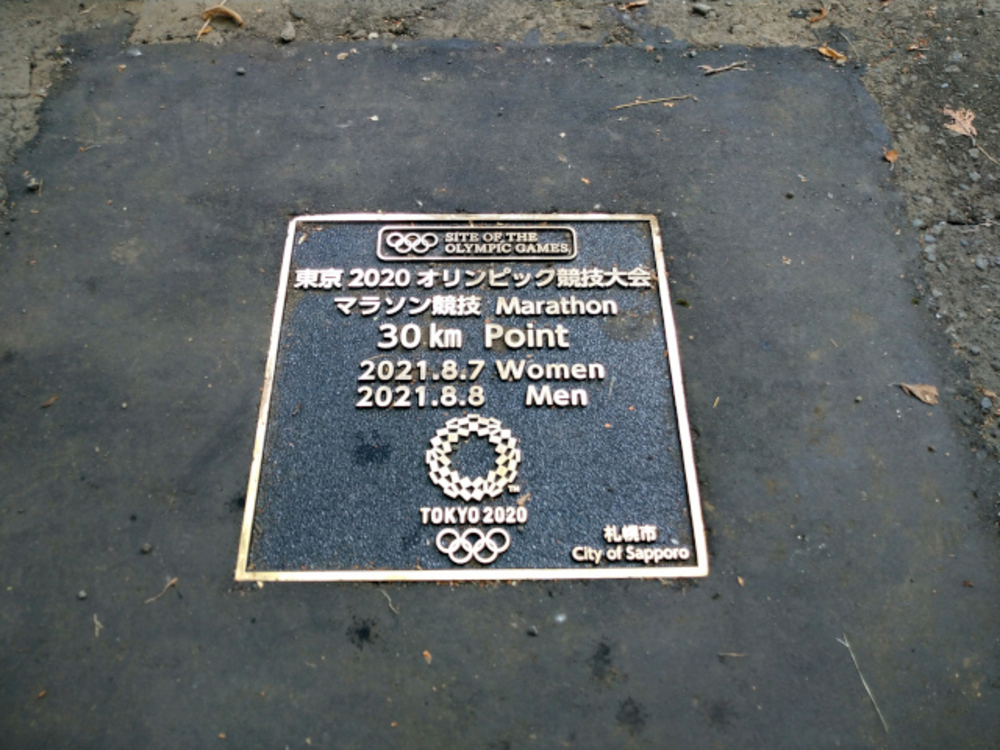 SITE OF THE
OLYMPIC GAMES
東京 2020 オリンピック競技大会
マラソン競技 Marathon
30 ㎞ Point
2021.8.7 Women
2021.8.8 Men
TM
TOKYO 2020
札幌市
City of Sapporo